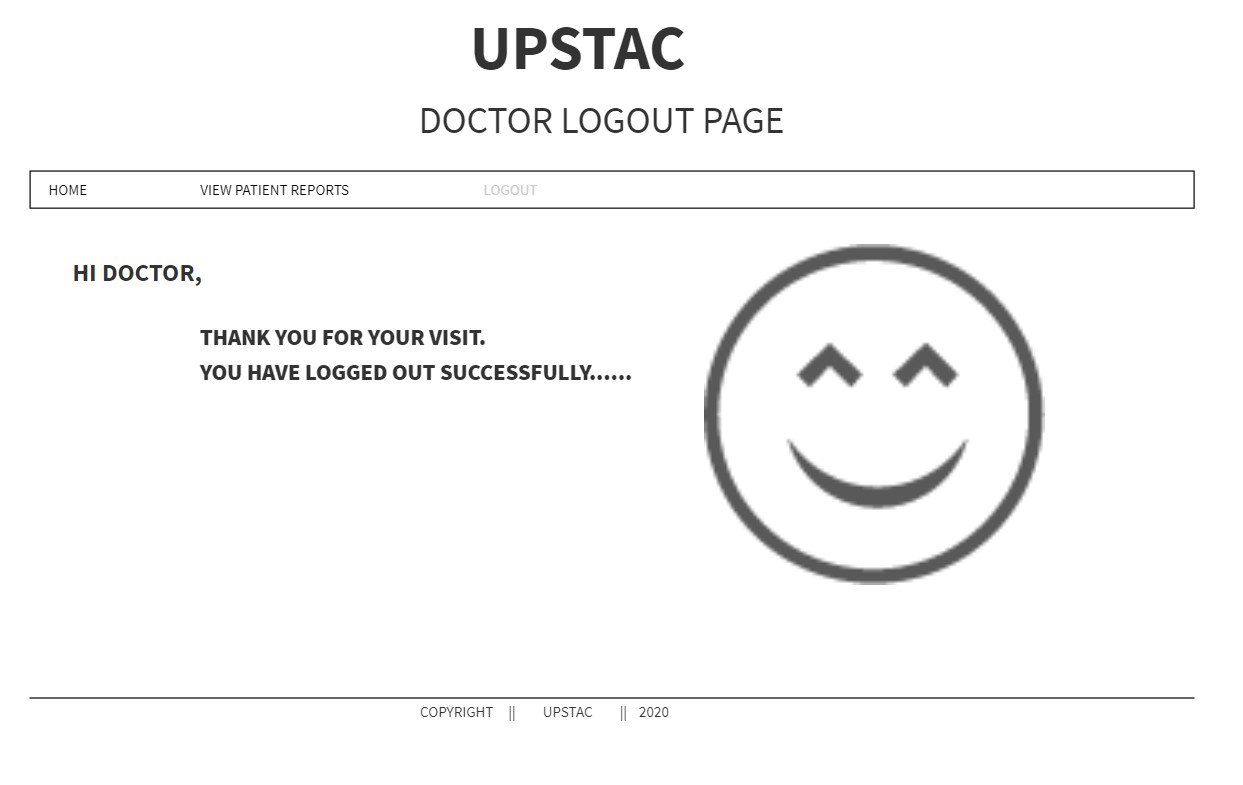 UPSTAC
DOCTOR LOGOUT PAGE
HOME VIEW PATIENT REPORTS LOGOUT
HI DOCTOR,
THANK YOU FOR YOUR VISIT.
YOU HAVE LOGGED OUT SUCCESSFULLY......
COPYRIGHT || UPSTAC || 2020